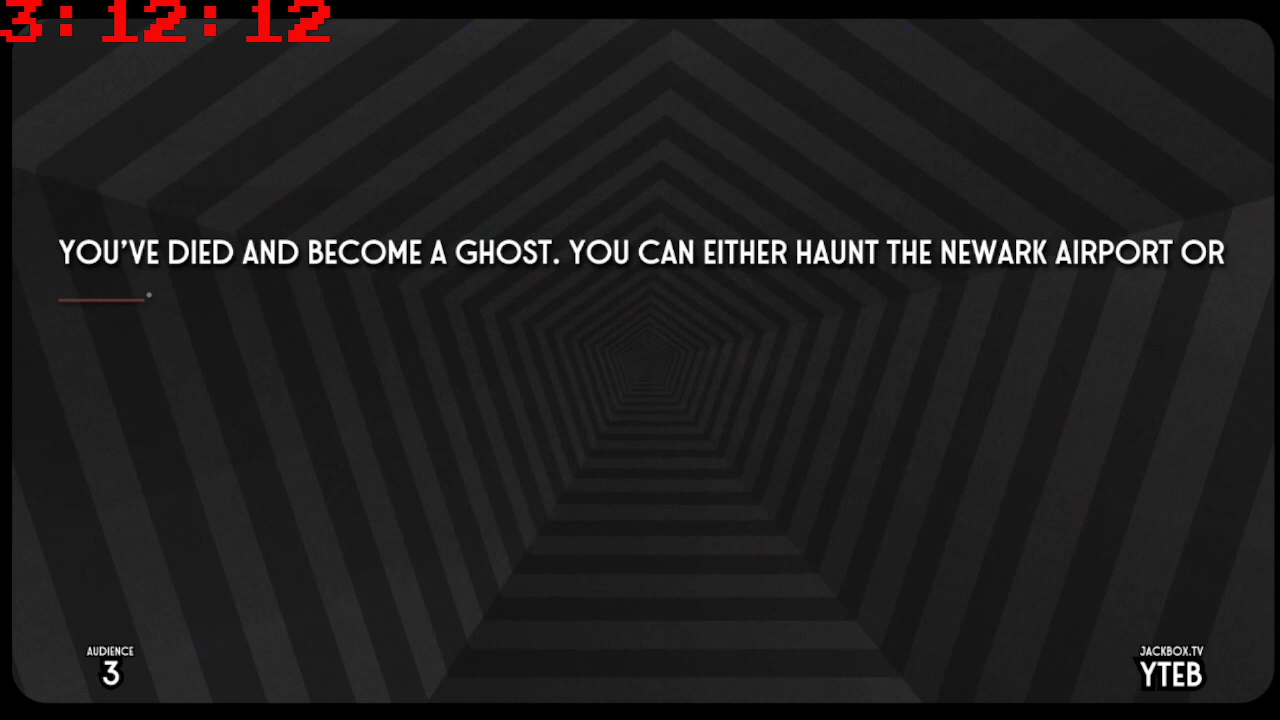 3:12:12
YOU'VE DIED AND BECOME A GHOST. YOU CAN EITHER HAUNT THE NEWARK AIRPORT OR
______.
AUDIENCE
3
JACKBOX.TV
YTEB